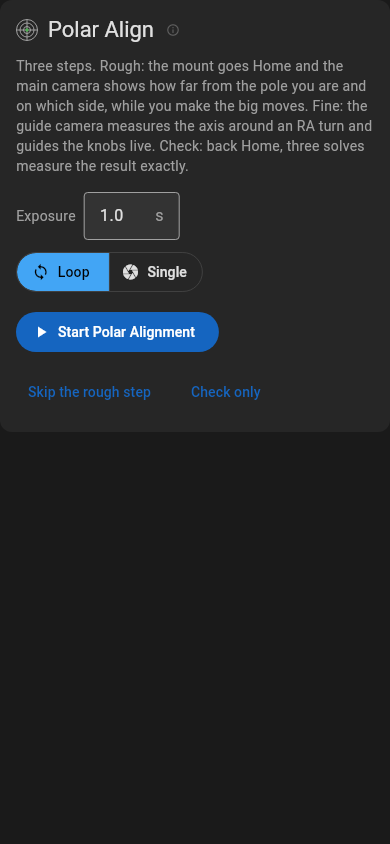 Polar Align
Three steps. Rough: the mount goes Home and the
main camera shows how far from the pole you are and
on which side, while you make the big moves. Fine: the
guide camera measures the axis around an RA turn and
guides the knobs live. Check: back Home, three solves
measure the result exactly.
Exposure 1.0 s
Loop Single
Start Polar Alignment
Skip the rough step Check only